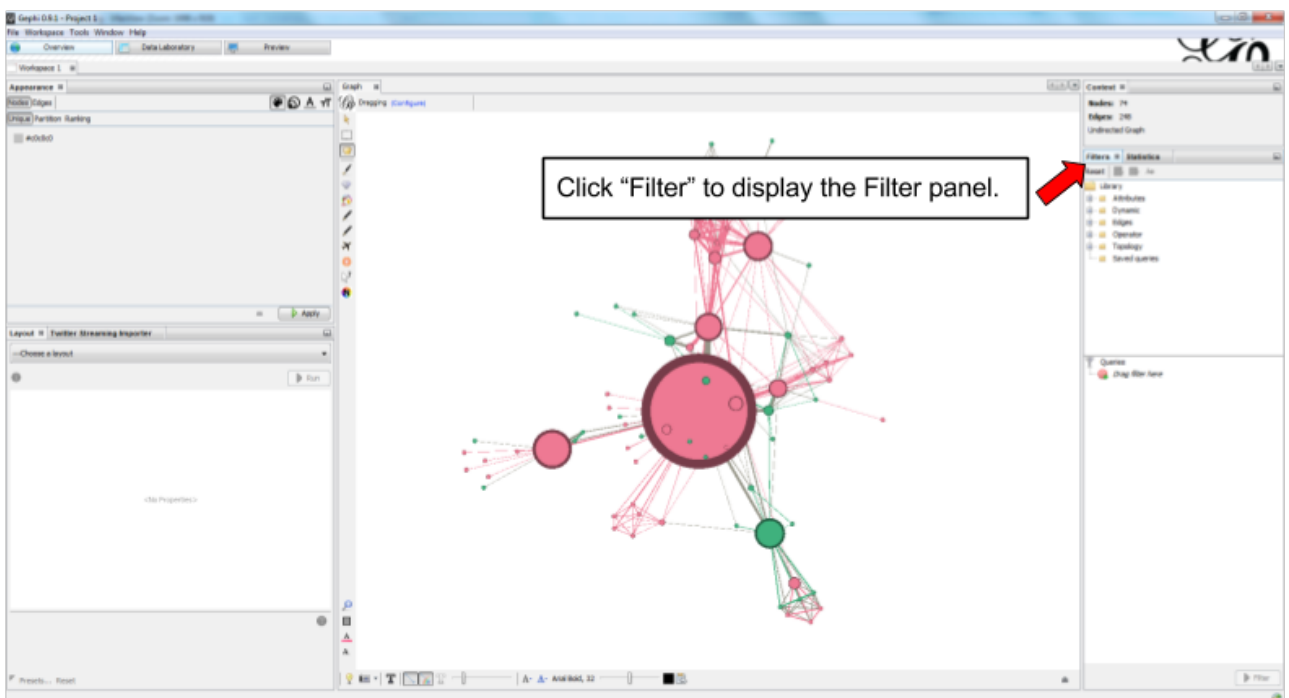 Gephi 0.9.1 - Project 1
File Workspace Tools Window Help
Overview Data Laboratory Preview
Workspace 1
Appearance
Nodes Edges
Unique Partition Ranking
#c0c0c0
Apply
Layout Twitter Streaming Importer
---Choose a layout
Run
<No Properties>
Presets... Reset
Graph
Dragging (Configure)
Click “Filter” to display the Filter panel.
Arial Bold, 32
Context
Nodes: 74
Edges: 248
Undirected Graph
Filters Statistics
Reset
Library
Attributes
Dynamic
Edges
Operator
Topology
Saved queries
Queries
Drag filter here
Filter